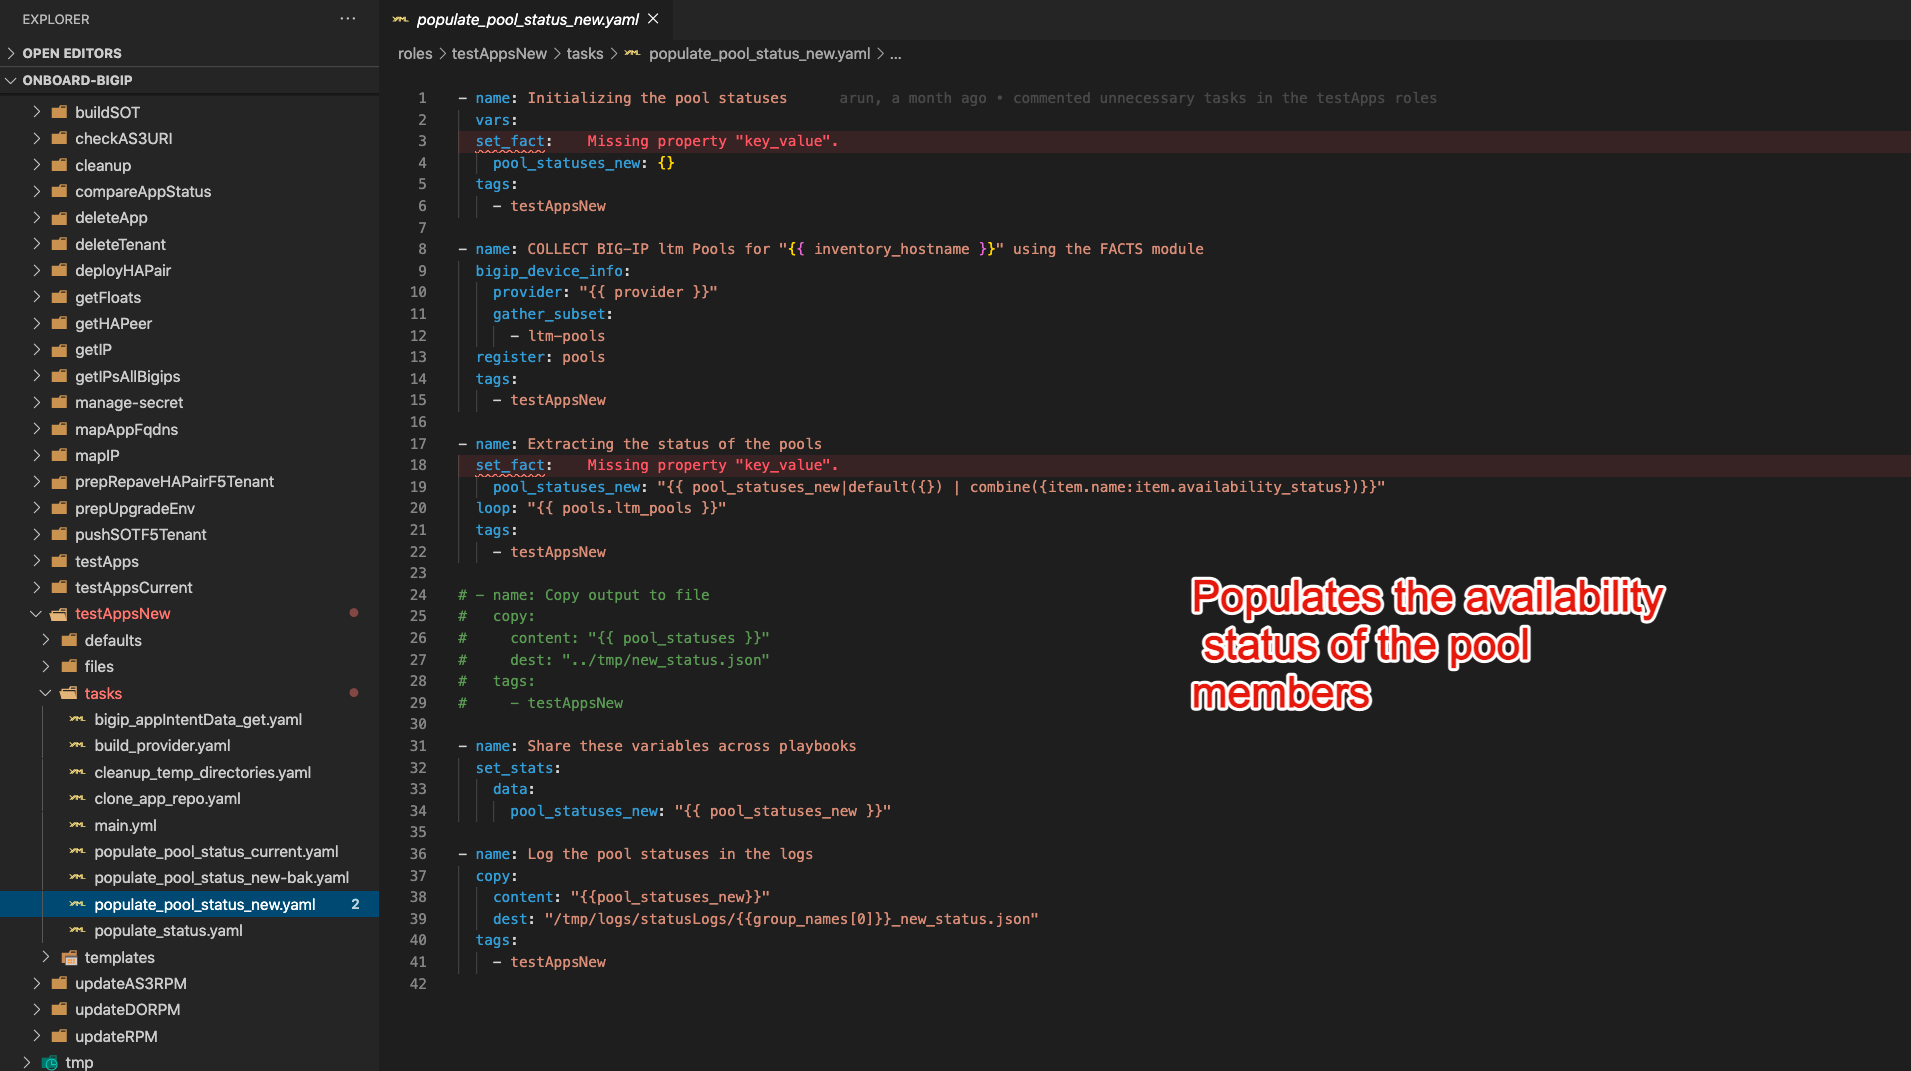 EXPLORER
OPEN EDITORS
ONBOARD-BIGIP
buildSOT
checkAS3URI
cleanup
compareAppStatus
deleteApp
deleteTenant
deployHAPair
getFloats
getHAPeer
getIP
getIPsAllBigips
manage-secret
mapAppFqdns
mapIP
prepRepaveHAPairF5Tenant
prepUpgradeEnv
pushSOTF5Tenant
testApps
testAppsCurrent
testAppsNew
defaults
files
tasks
bigip_appIntentData_get.yaml
build_provider.yaml
cleanup_temp_directories.yaml
clone_app_repo.yaml
main.yml
populate_pool_status_current.yaml
populate_pool_status_new-bak.yaml
populate_pool_status_new.yaml 2
populate_status.yaml
templates
updateAS3RPM
updateDORPM
updateRPM
tmp
populate_pool_status_new.yaml
roles > testAppsNew > tasks > populate_pool_status_new.yaml > ...
1 - name: Initializing the pool statuses arun, a month ago • commented unnecessary tasks in the testApps roles
2 vars:
3 set_fact: Missing property "key_value".
4 pool_statuses_new: {}
5 tags:
6 - testAppsNew
7
8 - name: COLLECT BIG-IP ltm Pools for "{{ inventory_hostname }}" using the FACTS module
9 bigip_device_info:
10 provider: "{{ provider }}"
11 gather_subset:
12 - ltm-pools
13 register: pools
14 tags:
15 - testAppsNew
16
17 - name: Extracting the status of the pools
18 set_fact: Missing property "key_value".
19 pool_statuses_new: "{{ pool_statuses_new|default({}) | combine({item.name:item.availability_status})}}"
20 loop: "{{ pools.ltm_pools }}"
21 tags:
22 - testAppsNew
23
24 # - name: Copy output to file
25 # copy:
26 # content: "{{ pool_statuses }}"
27 # dest: "../tmp/new_status.json"
28 # tags:
29 # - testAppsNew
30
31 - name: Share these variables across playbooks
32 set_stats:
33 data:
34 pool_statuses_new: "{{ pool_statuses_new }}"
35
36 - name: Log the pool statuses in the logs
37 copy:
38 content: "{{pool_statuses_new}}"
39 dest: "/tmp/logs/statusLogs/{{group_names[0]}}_new_status.json"
40 tags:
41 - testAppsNew
42
Populates the availability
status of the pool
members